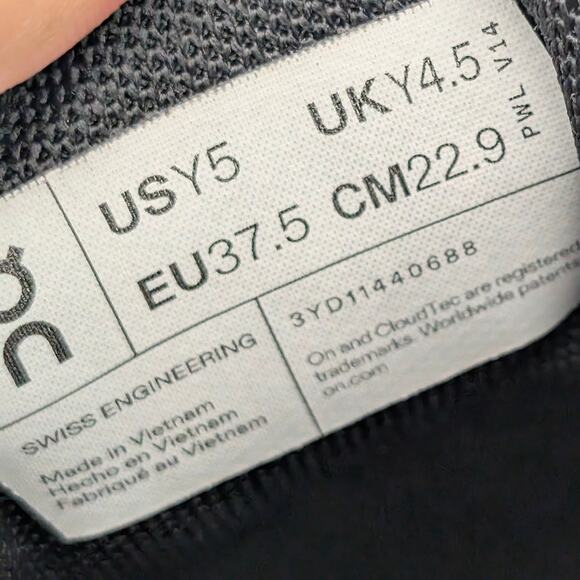 on
USY5
UKY4.5
EU37.5
CM22.9
PWL V14
SWISS ENGINEERING
Made in Vietnam
Hecho en Vietnam
Fabriqué au Vietnam
3YD11440688
On and CloudTec are registered
trademarks. Worldwide patents
on.com